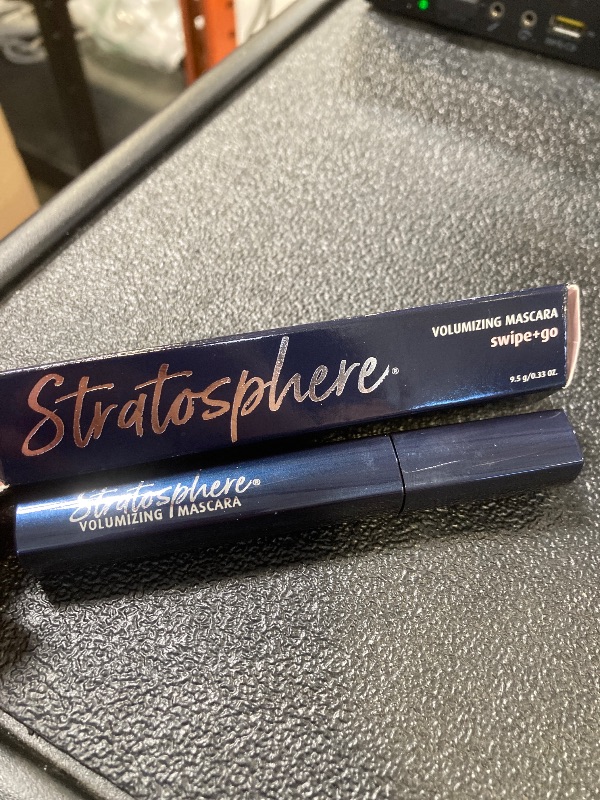 Stratosphere®
VOLUMIZING MASCARA
swipe+go
9.5 g/0.33 OZ.
Stratosphere®
VOLUMIZING MASCARA